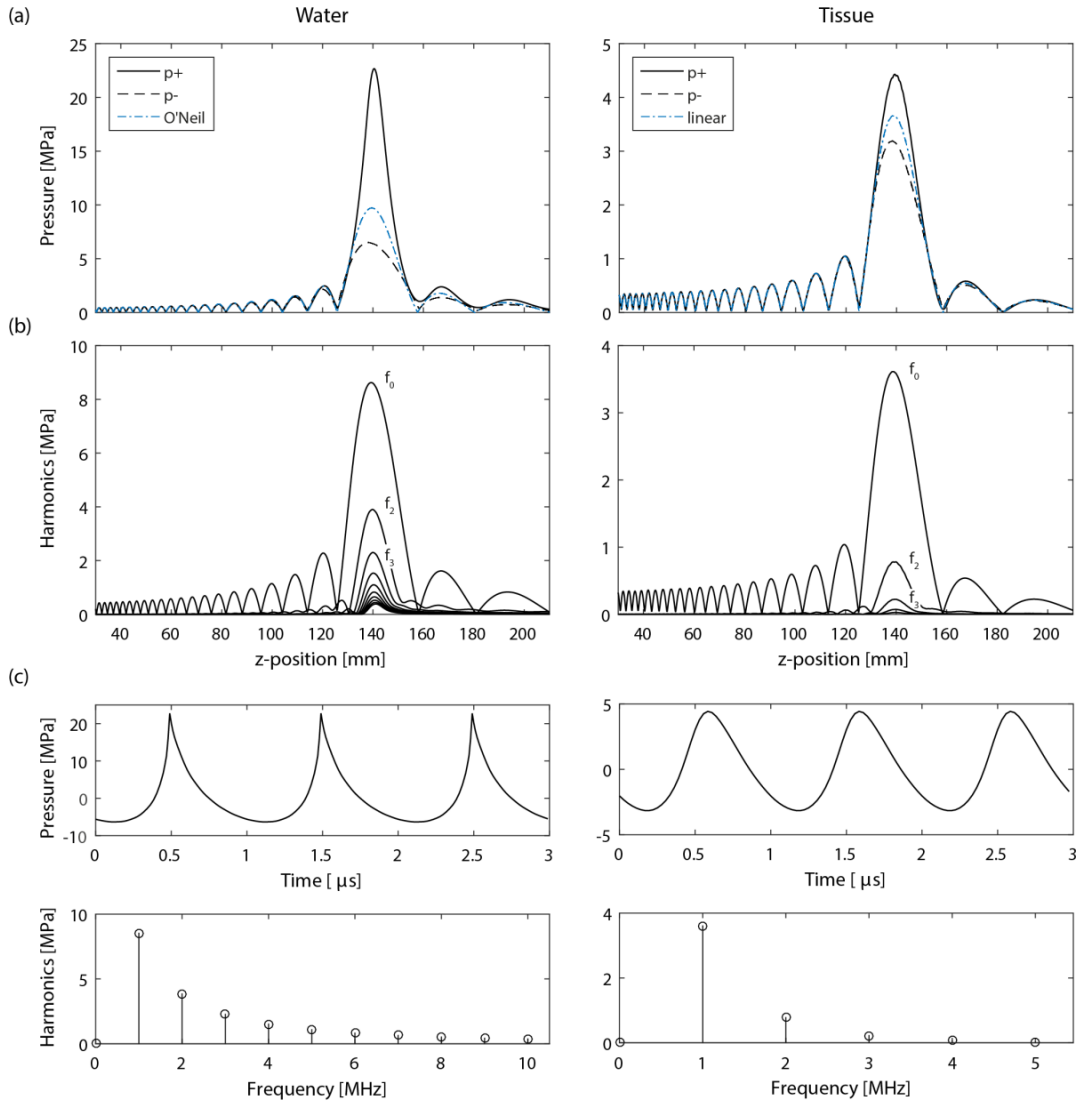 (a)
Water
Tissue
Pressure [MPa]
25
20
15
10
5
0
p+
p-
O'Neil
5
4
3
2
1
0
p+
p-
linear
(b)
Harmonics [MPa]
10
8
6
4
2
0
f0
f2
f3
40 60 80 100 120 140 160 180 200
z-position [mm]
4
3
2
1
0
f0
f2
f3
40 60 80 100 120 140 160 180 200
z-position [mm]
(c)
Pressure [MPa]
20
10
0
-10
0 0.5 1 1.5 2 2.5 3
Time [ µs]
5
0
-5
0 0.5 1 1.5 2 2.5 3
Time [ µs]
Harmonics [MPa]
10
5
0
0 2 4 6 8 10
Frequency [MHz]
4
2
0
0 1 2 3 4 5
Frequency [MHz]